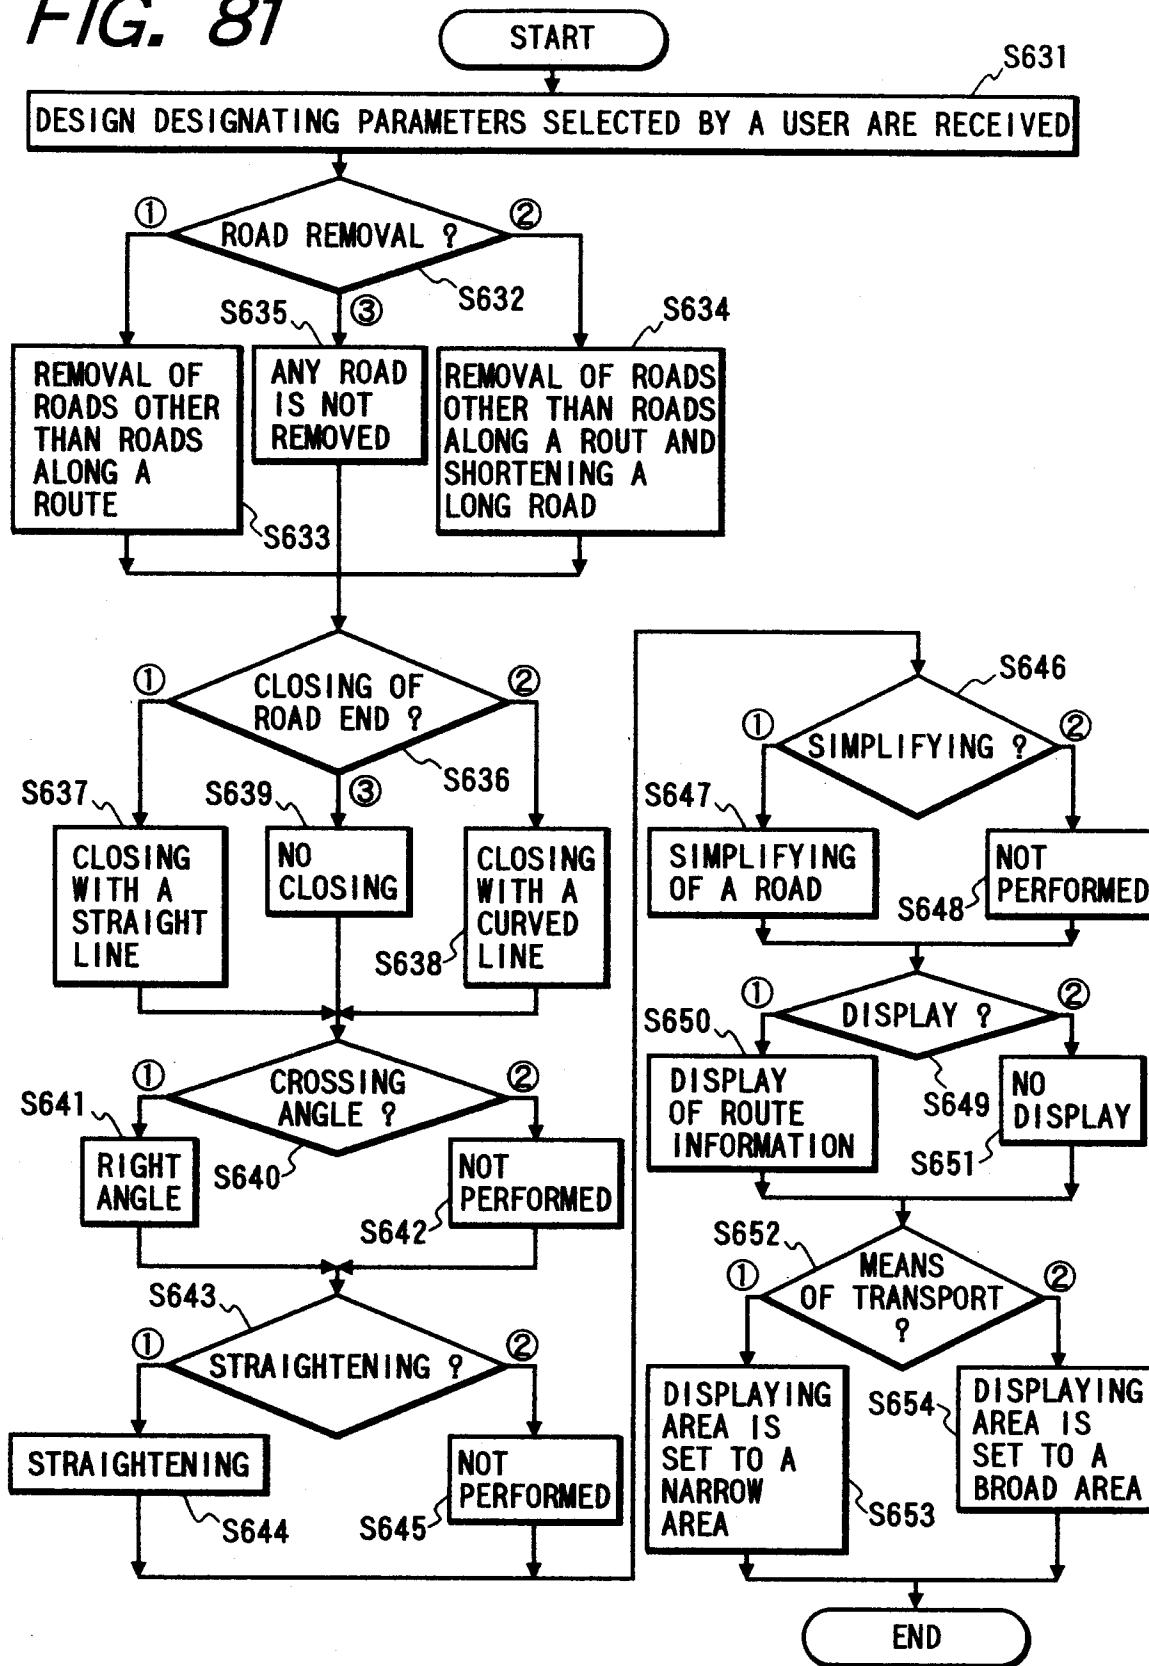 FIG. 81
START
S631
DESIGN DESIGNATING PARAMETERS SELECTED BY A USER ARE RECEIVED
①
②
ROAD REMOVAL ?
S632
③
S635
S634
REMOVAL OF
ROADS OTHER
THAN ROADS
ALONG A
ROUTE
S633
ANY ROAD
IS NOT
REMOVED
REMOVAL OF ROADS
OTHER THAN ROADS
ALONG A ROUT AND
SHORTENING A
LONG ROAD
①
②
CLOSING OF
ROAD END ?
S636
③
S637
S639
CLOSING
WITH A
STRAIGHT
LINE
NO
CLOSING
S638
CLOSING
WITH A
CURVED
LINE
①
②
CROSSING
ANGLE ?
S641
S640
RIGHT
ANGLE
NOT
PERFORMED
S642
S643
①
②
STRAIGHTENING ?
STRAIGHTENING
S644
NOT
PERFORMED
S645
S646
①
②
SIMPLIFYING ?
S647
SIMPLIFYING
OF A ROAD
NOT
PERFORMED
S648
①
②
DISPLAY ?
S650
S649
DISPLAY
OF ROUTE
INFORMATION
NO
DISPLAY
S651
S652
①
②
MEANS
OF TRANSPORT
?
DISPLAYING
AREA IS
SET TO A
NARROW
AREA
S653
S654
DISPLAYING
AREA IS
SET TO A
BROAD AREA
END